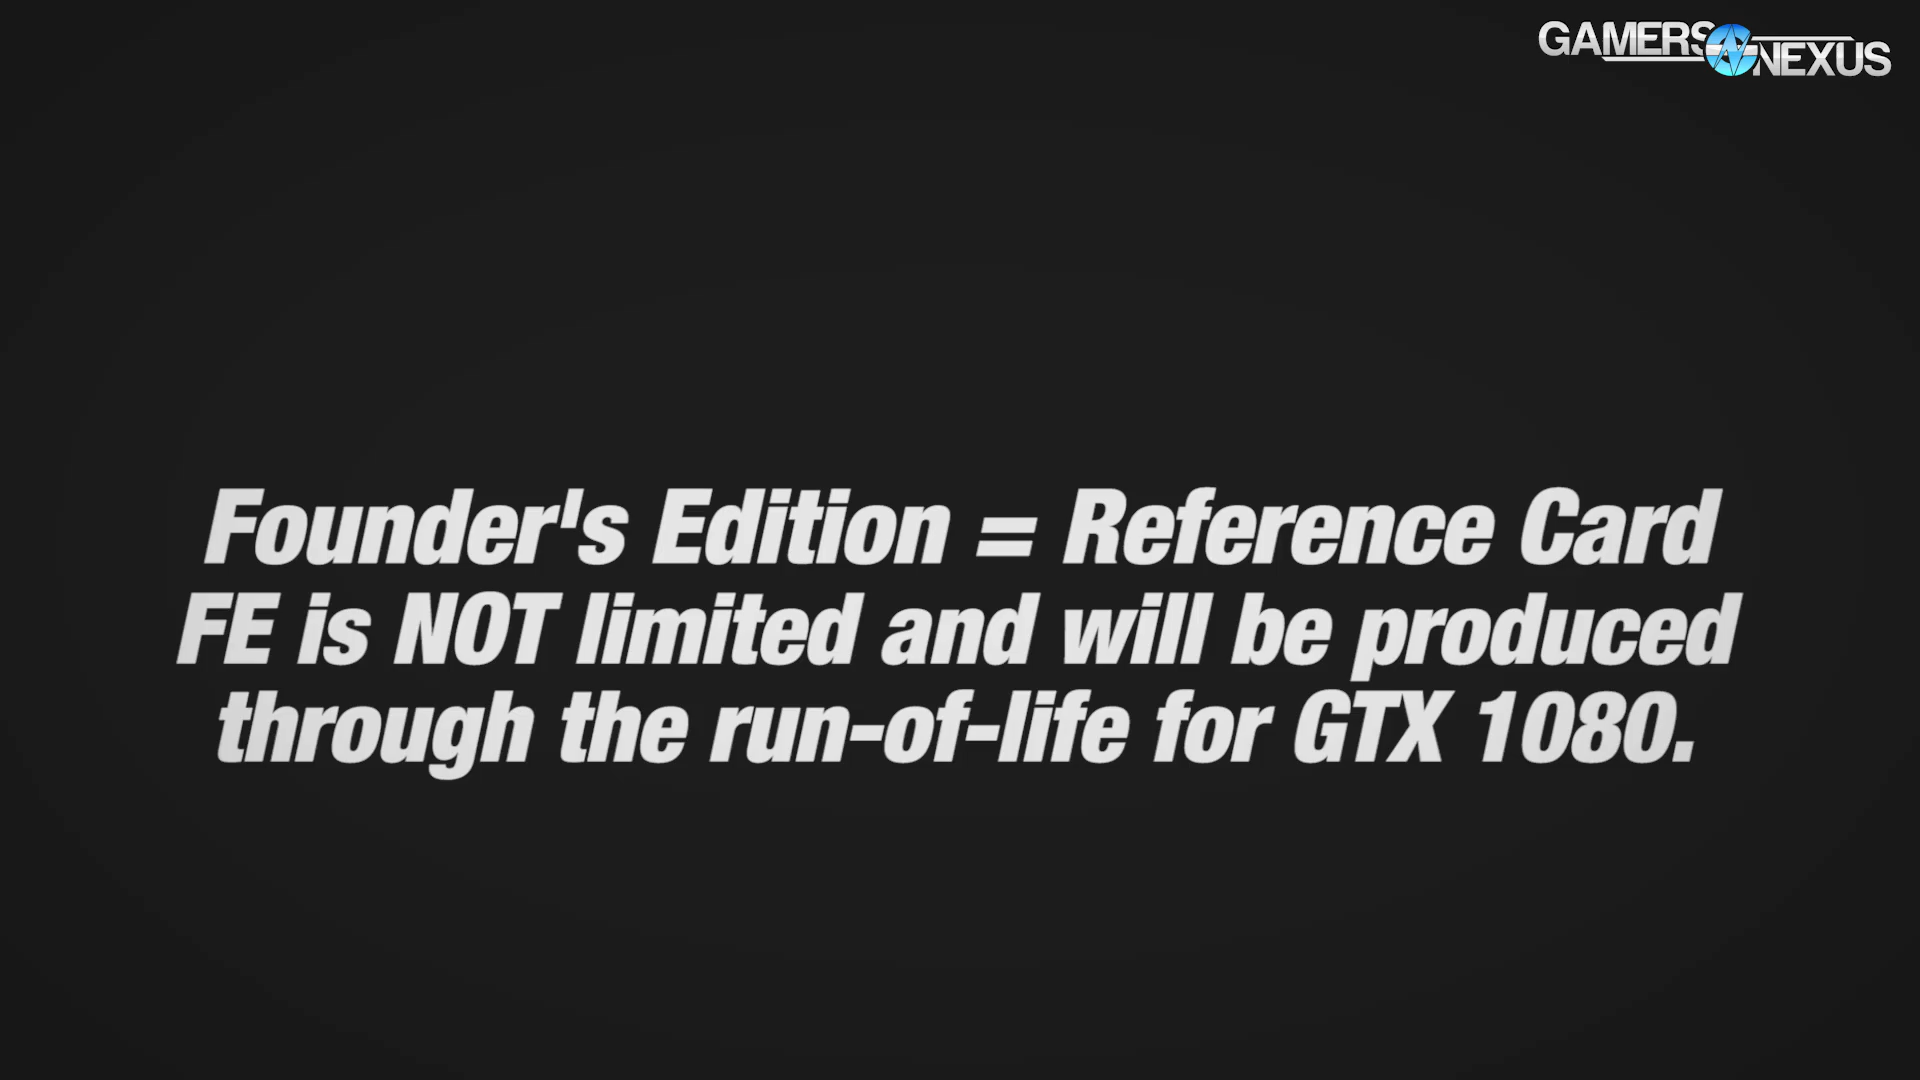 GAMERS NEXUS
Founder's Edition = Reference Card
FE is NOT limited and will be produced
through the run-of-life for GTX 1080.